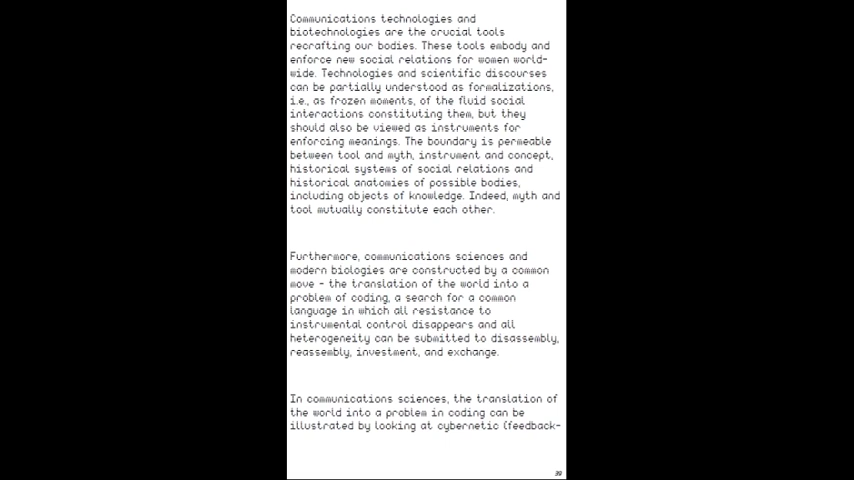 Communications technologies and
biotechnologies are the crucial tools
recrafting our bodies. These tools embody and
enforce new social relations for women world-
wide. Technologies and scientific discourses
can be partially understood as formalizations,
i.e., as frozen moments, of the fluid social
interactions constituting them, but they
should also be viewed as instruments for
enforcing meanings. The boundary is permeable
between tool and myth, instrument and concept,
historical systems of social relations and
historical anatomies of possible bodies,
including objects of knowledge. Indeed, myth and
tool mutually constitute each other.
Furthermore, communications sciences and
modern biologies are constructed by a common
move - the translation of the world into a
problem of coding, a search for a common
language in which all resistance to
instrumental control disappears and all
heterogeneity can be submitted to disassembly,
reassembly, investment, and exchange.
In communications sciences, the translation of
the world into a problem in coding can be
illustrated by looking at cybernetic (feedback-
39